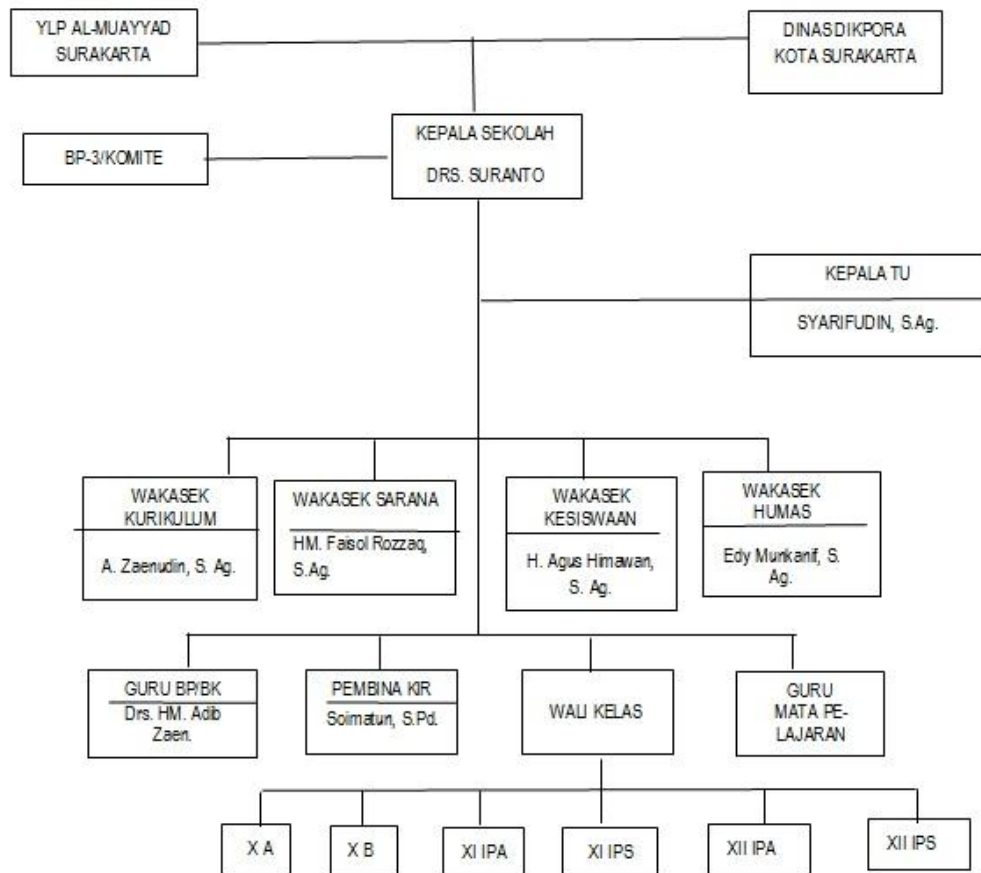 YLP AL-MUAYYAD
SURAKARTA
DINAS DIKPORA
KOTA SURAKARTA
KEPALA SEKOLAH
DRS. SURANTO
BP-3/KOMITE
KEPALA TU
SYARIFUDIN, S.Ag.
WAKASEK
KURIKULUM
A. Zaenudin, S. Ag.
WAKASEK SARANA
HM. Faisol Rozzaq,
S.Ag.
WAKASEK
KESISWAAN
H. Agus Himawan,
S. Ag.
WAKASEK
HUMAS
Edy Munkanif, S.
Ag.
GURU BP/BK
Drs. HM. Adib
Zaen.
PEMBINA KIR
Soimatun, S.Pd.
WALI KELAS
GURU
MATA PE-
LAJARAN
X A
X B
XI IPA
XI IPS
XII IPA
XII IPS